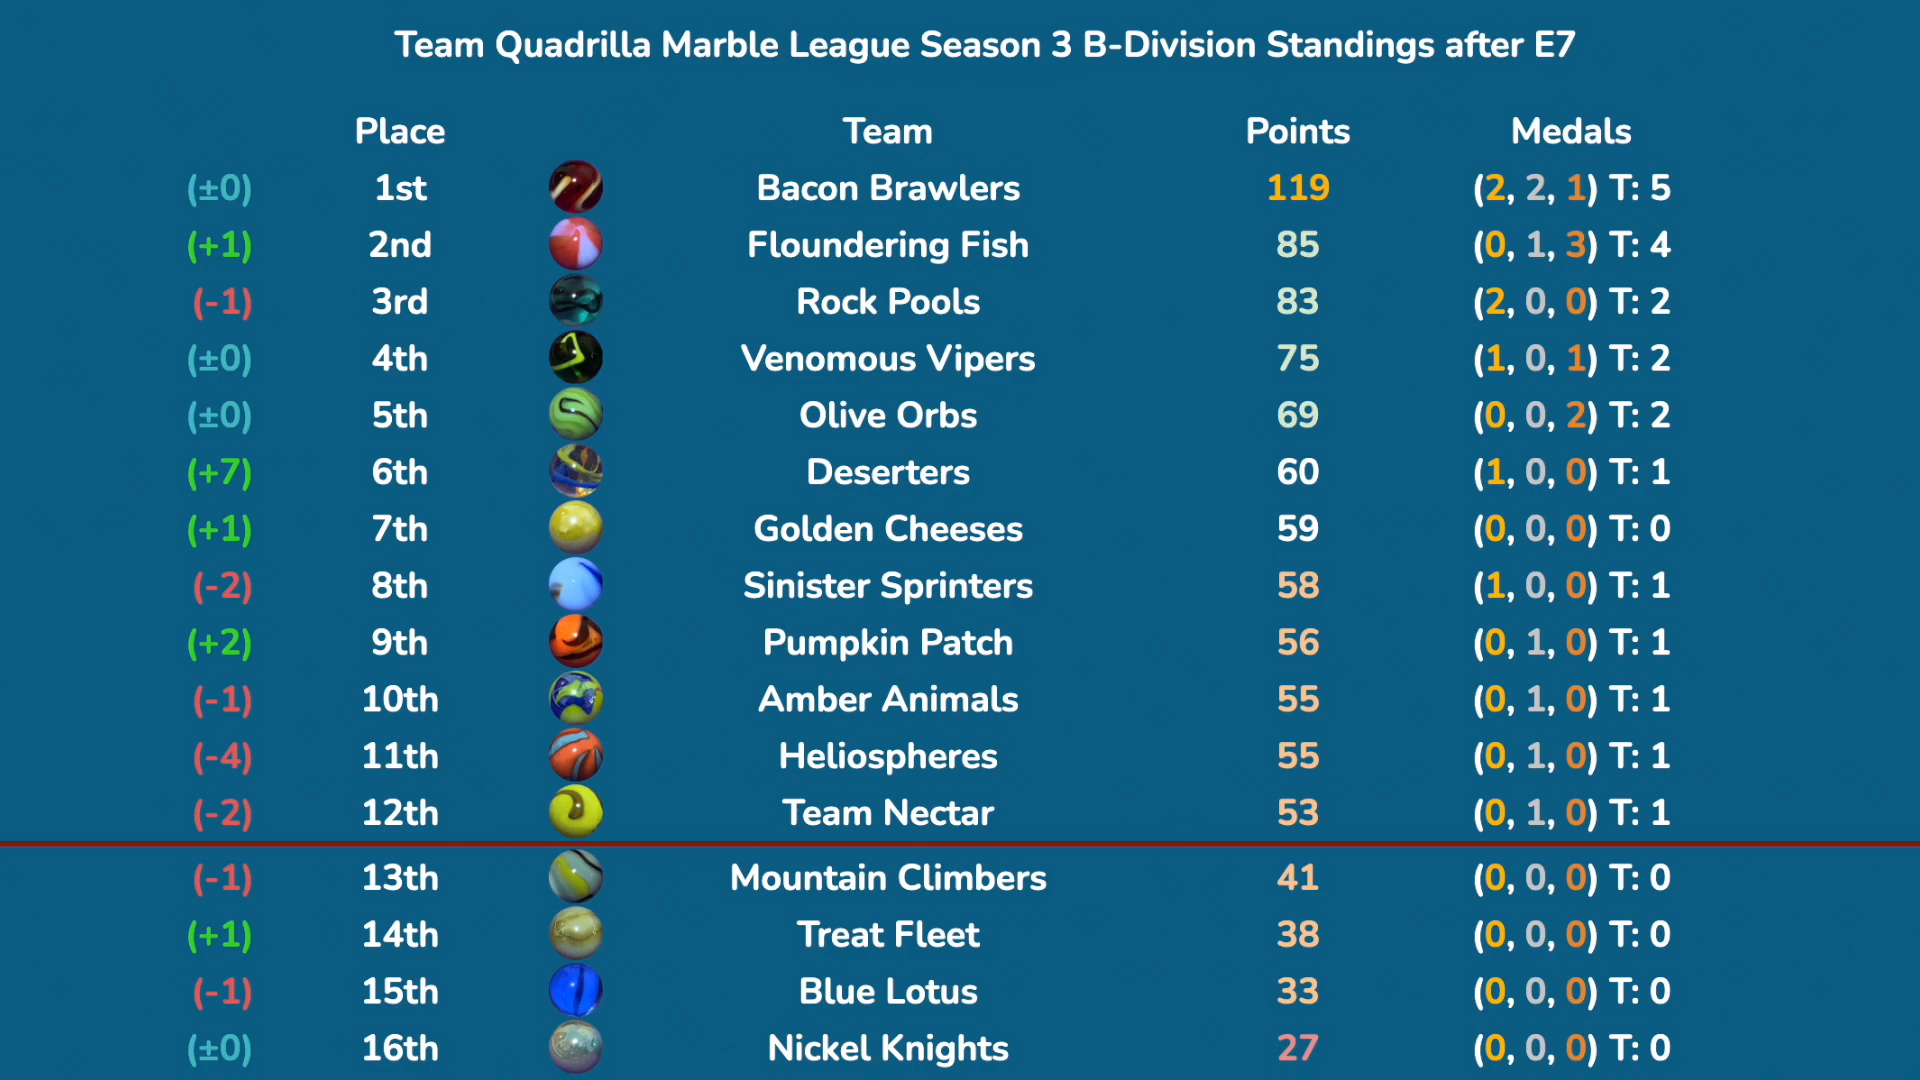 Team Quadrilla Marble League Season 3 B-Division Standings after E7
Place Team Points Medals
(±0) 1st Bacon Brawlers 119 (2, 2, 1) T: 5
(+1) 2nd Floundering Fish 85 (0, 1, 3) T: 4
(-1) 3rd Rock Pools 83 (2, 0, 0) T: 2
(±0) 4th Venomous Vipers 75 (1, 0, 1) T: 2
(±0) 5th Olive Orbs 69 (0, 0, 2) T: 2
(+7) 6th Deserters 60 (1, 0, 0) T: 1
(+1) 7th Golden Cheeses 59 (0, 0, 0) T: 0
(-2) 8th Sinister Sprinters 58 (1, 0, 0) T: 1
(+2) 9th Pumpkin Patch 56 (0, 1, 0) T: 1
(-1) 10th Amber Animals 55 (0, 1, 0) T: 1
(-4) 11th Heliospheres 55 (0, 1, 0) T: 1
(-2) 12th Team Nectar 53 (0, 1, 0) T: 1
(-1) 13th Mountain Climbers 41 (0, 0, 0) T: 0
(+1) 14th Treat Fleet 38 (0, 0, 0) T: 0
(-1) 15th Blue Lotus 33 (0, 0, 0) T: 0
(±0) 16th Nickel Knights 27 (0, 0, 0) T: 0